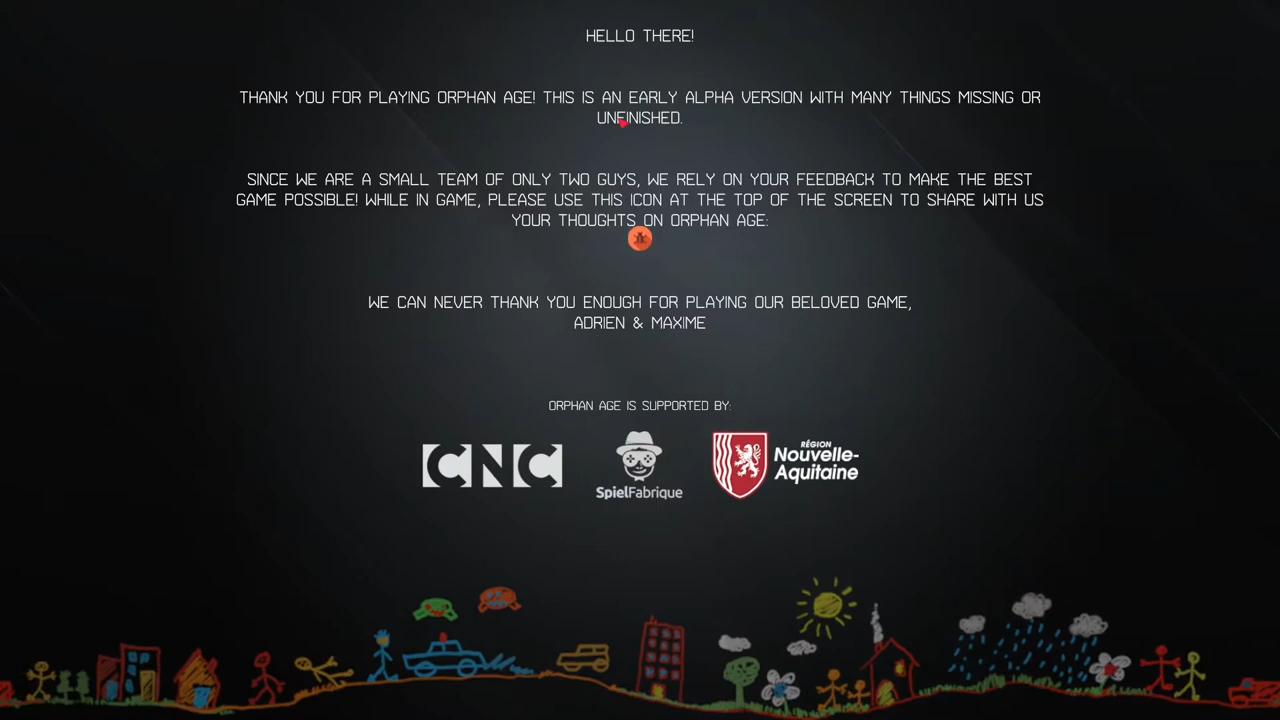 HELLO THERE!
THANK YOU FOR PLAYING ORPHAN AGE! THIS IS AN EARLY ALPHA VERSION WITH MANY THINGS MISSING OR
UNFINISHED.
SINCE WE ARE A SMALL TEAM OF ONLY TWO GUYS, WE RELY ON YOUR FEEDBACK TO MAKE THE BEST
GAME POSSIBLE! WHILE IN GAME, PLEASE USE THIS ICON AT THE TOP OF THE SCREEN TO SHARE WITH US
YOUR THOUGHTS ON ORPHAN AGE:
WE CAN NEVER THANK YOU ENOUGH FOR PLAYING OUR BELOVED GAME,
ADRIEN & MAXIME
ORPHAN AGE IS SUPPORTED BY:
CNC
SpielFabrique
RÉGION
Nouvelle-
Aquitaine